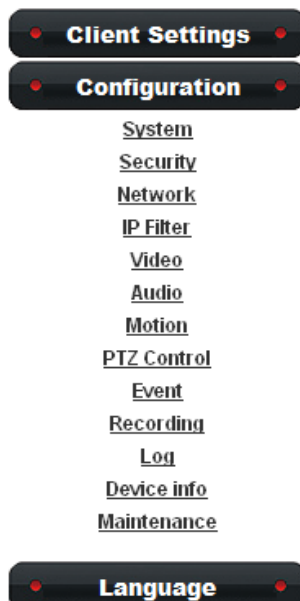 Client Settings
Configuration
System
Security
Network
IP Filter
Video
Audio
Motion
PTZ Control
Event
Recording
Log
Device info
Maintenance
Language